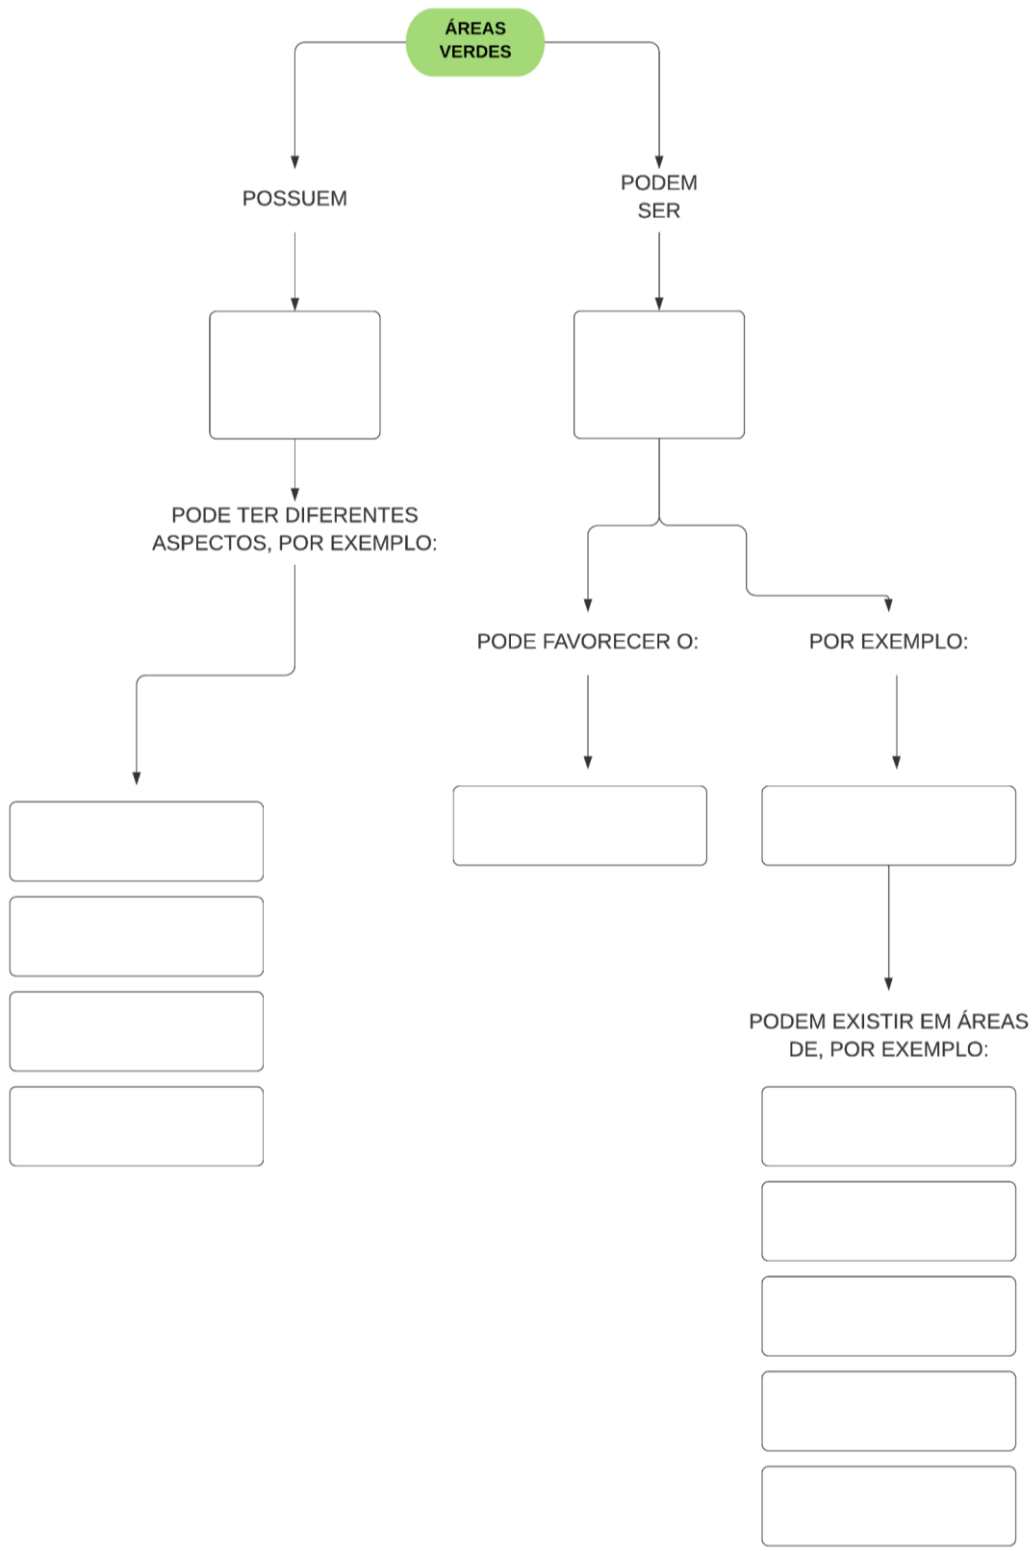 ÁREAS
VERDES
POSSUEM
PODEM
SER
PODE TER DIFERENTES
ASPECTOS, POR EXEMPLO:
PODE FAVORECER O:
POR EXEMPLO:
PODEM EXISTIR EM ÁREAS
DE, POR EXEMPLO: